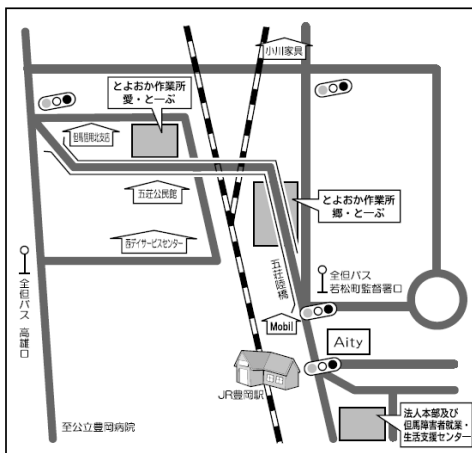 小川家具
とよおか作業所
愛・とーぷ
但馬信用北支店
五荘公民館
とよおか作業所
郷・とーぷ
西デイサービスセンター
五荘陸橋
全但バス
若松町監督署口
全但バス 高雄口
Mobil
Aity
JR豊岡駅
至公立豊岡病院
法人本部及び
但馬障害者就業・
生活支援センター